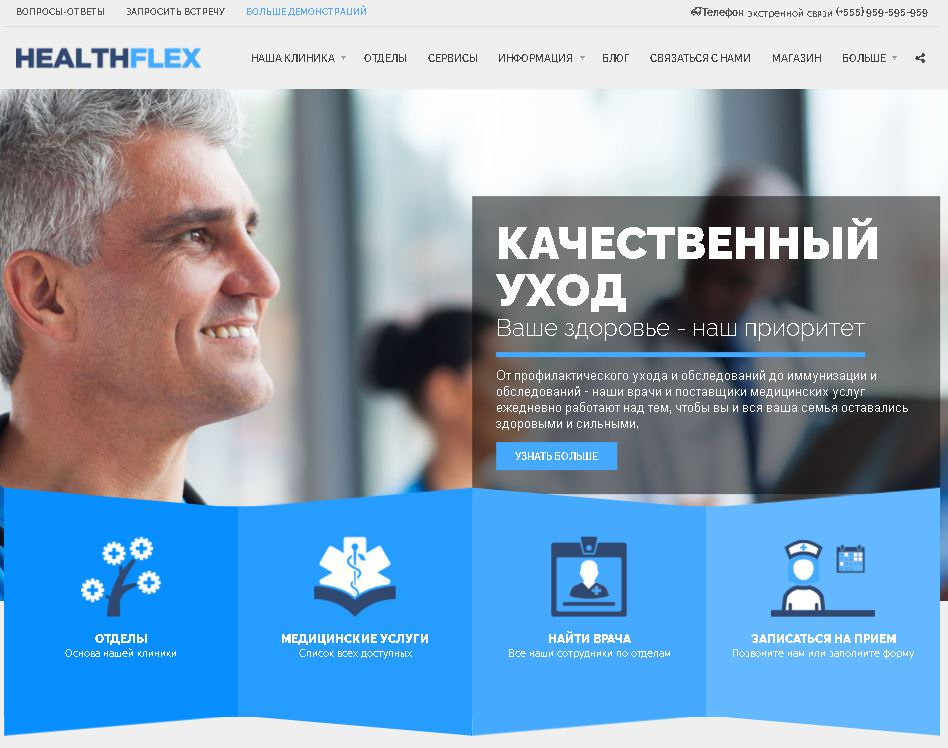 ВОПРОСЫ-ОТВЕТЫ ЗАПРОСИТЬ ВСТРЕЧУ БОЛЬШЕ ДЕМОНСТРАЦИЙ Телефон экстренной связи (+555) 959-595-959
HEALTHFLEX НАША КЛИНИКА ОТДЕЛЫ СЕРВИСЫ ИНФОРМАЦИЯ БЛОГ СВЯЗАТЬСЯ С НАМИ МАГАЗИН БОЛЬШЕ
КАЧЕСТВЕННЫЙ
УХОД
Ваше здоровье - наш приоритет
От профилактического ухода и обследований до иммунизации и
обследований - наши врачи и поставщики медицинских услуг
ежедневно работают над тем, чтобы вы и вся ваша семья оставались
здоровыми и сильными.
УЗНАТЬ БОЛЬШЕ
ОТДЕЛЫ
Основа нашей клиники
МЕДИЦИНСКИЕ УСЛУГИ
Список всех доступных
НАЙТИ ВРАЧА
Все наши сотрудники по отделам
ЗАПИСАТЬСЯ НА ПРИЕМ
Позвоните нам или заполните форму